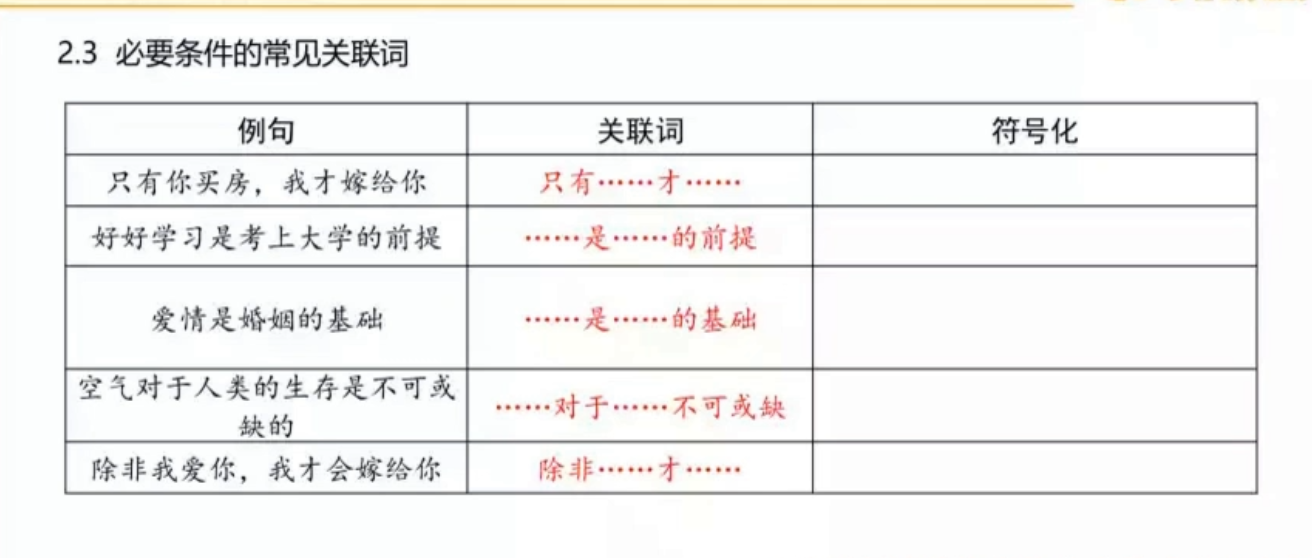 2.3 必要条件的常见关联词
例句 关联词 符号化
只有你买房，我才嫁给你 只有……才……
好好学习是考上大学的前提 ……是……的前提
爱情是婚姻的基础 ……是……的基础
空气对于人类的生存是不可或
缺的 ……对于……不可或缺
除非我爱你，我才会嫁给你 除非……才……